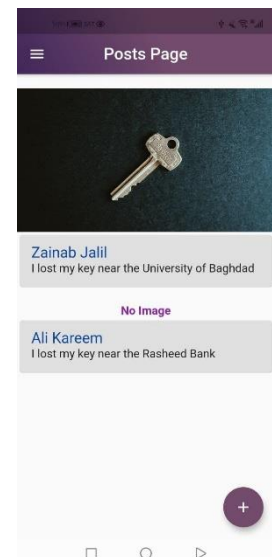 Posts Page
Zainab Jalil
I lost my key near the University of Baghdad
No Image
Ali Kareem
I lost my key near the Rasheed Bank
+